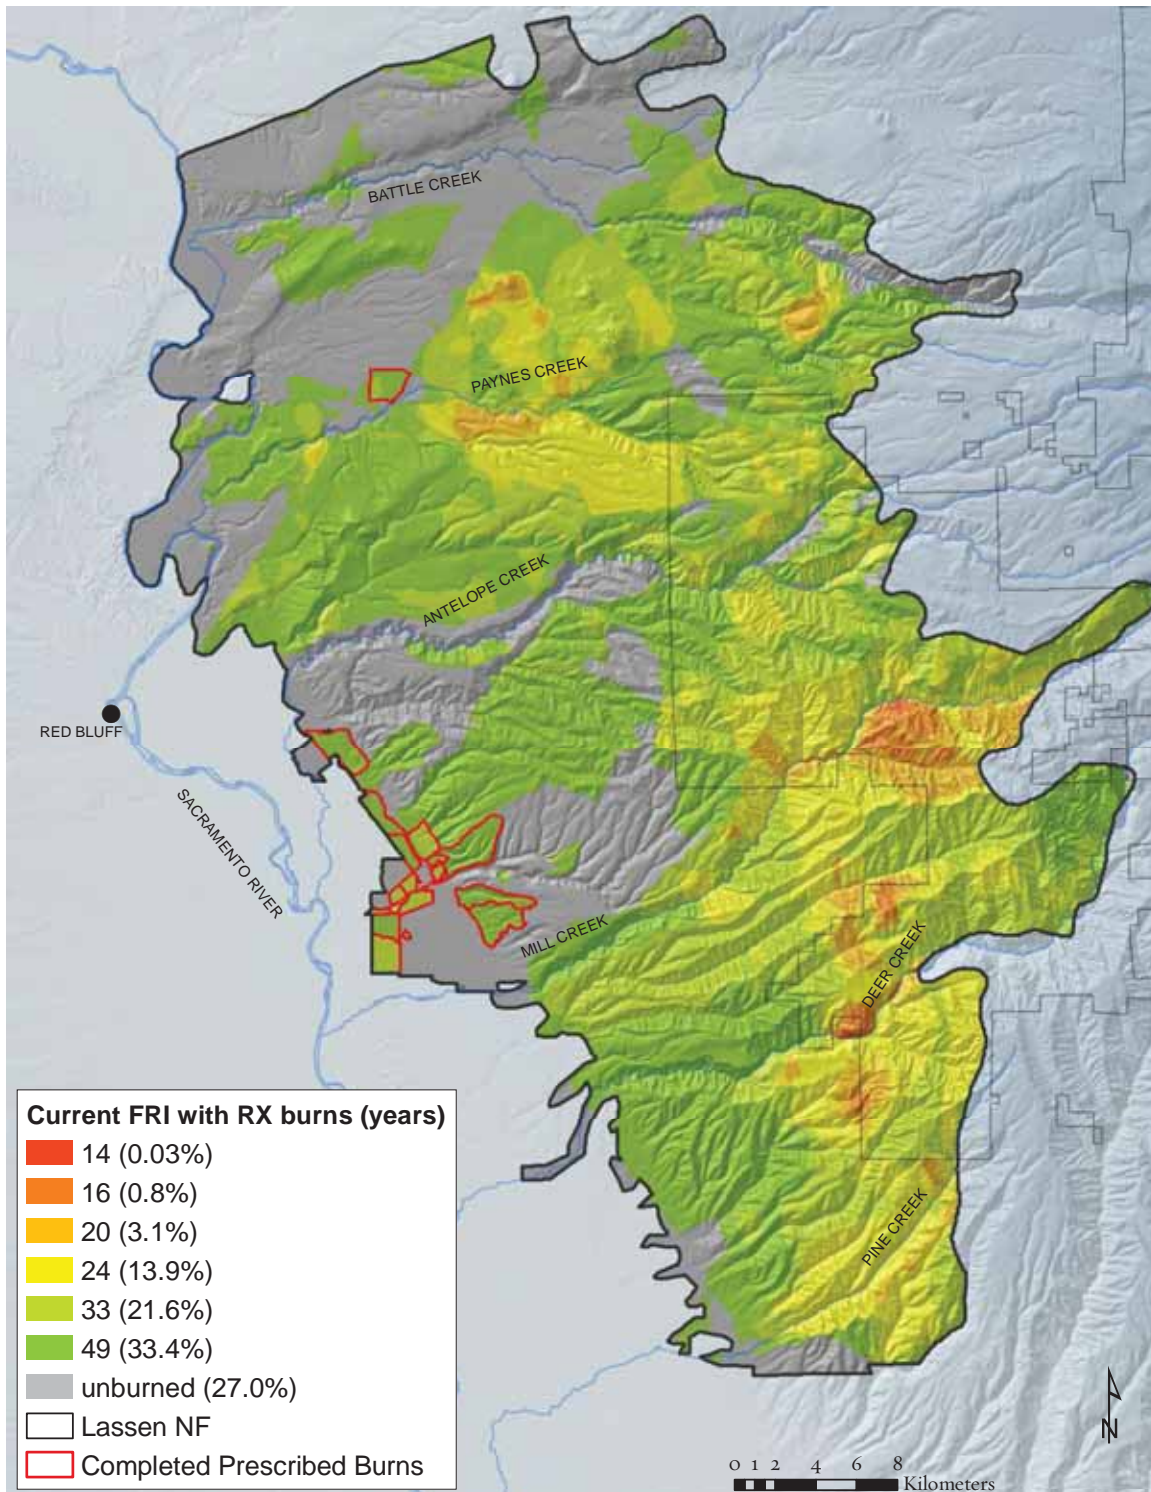 BATTLE CREEK
PAYNES CREEK
ANTELOPE CREEK
RED BLUFF
SACRAMENTO RIVER
MILL CREEK
DEER CREEK
PINE CREEK
Current FRI with RX burns (years)
14 (0.03%)
16 (0.8%)
20 (3.1%)
24 (13.9%)
33 (21.6%)
49 (33.4%)
unburned (27.0%)
Lassen NF
Completed Prescribed Burns
N
0 1 2 4 6 8
Kilometers